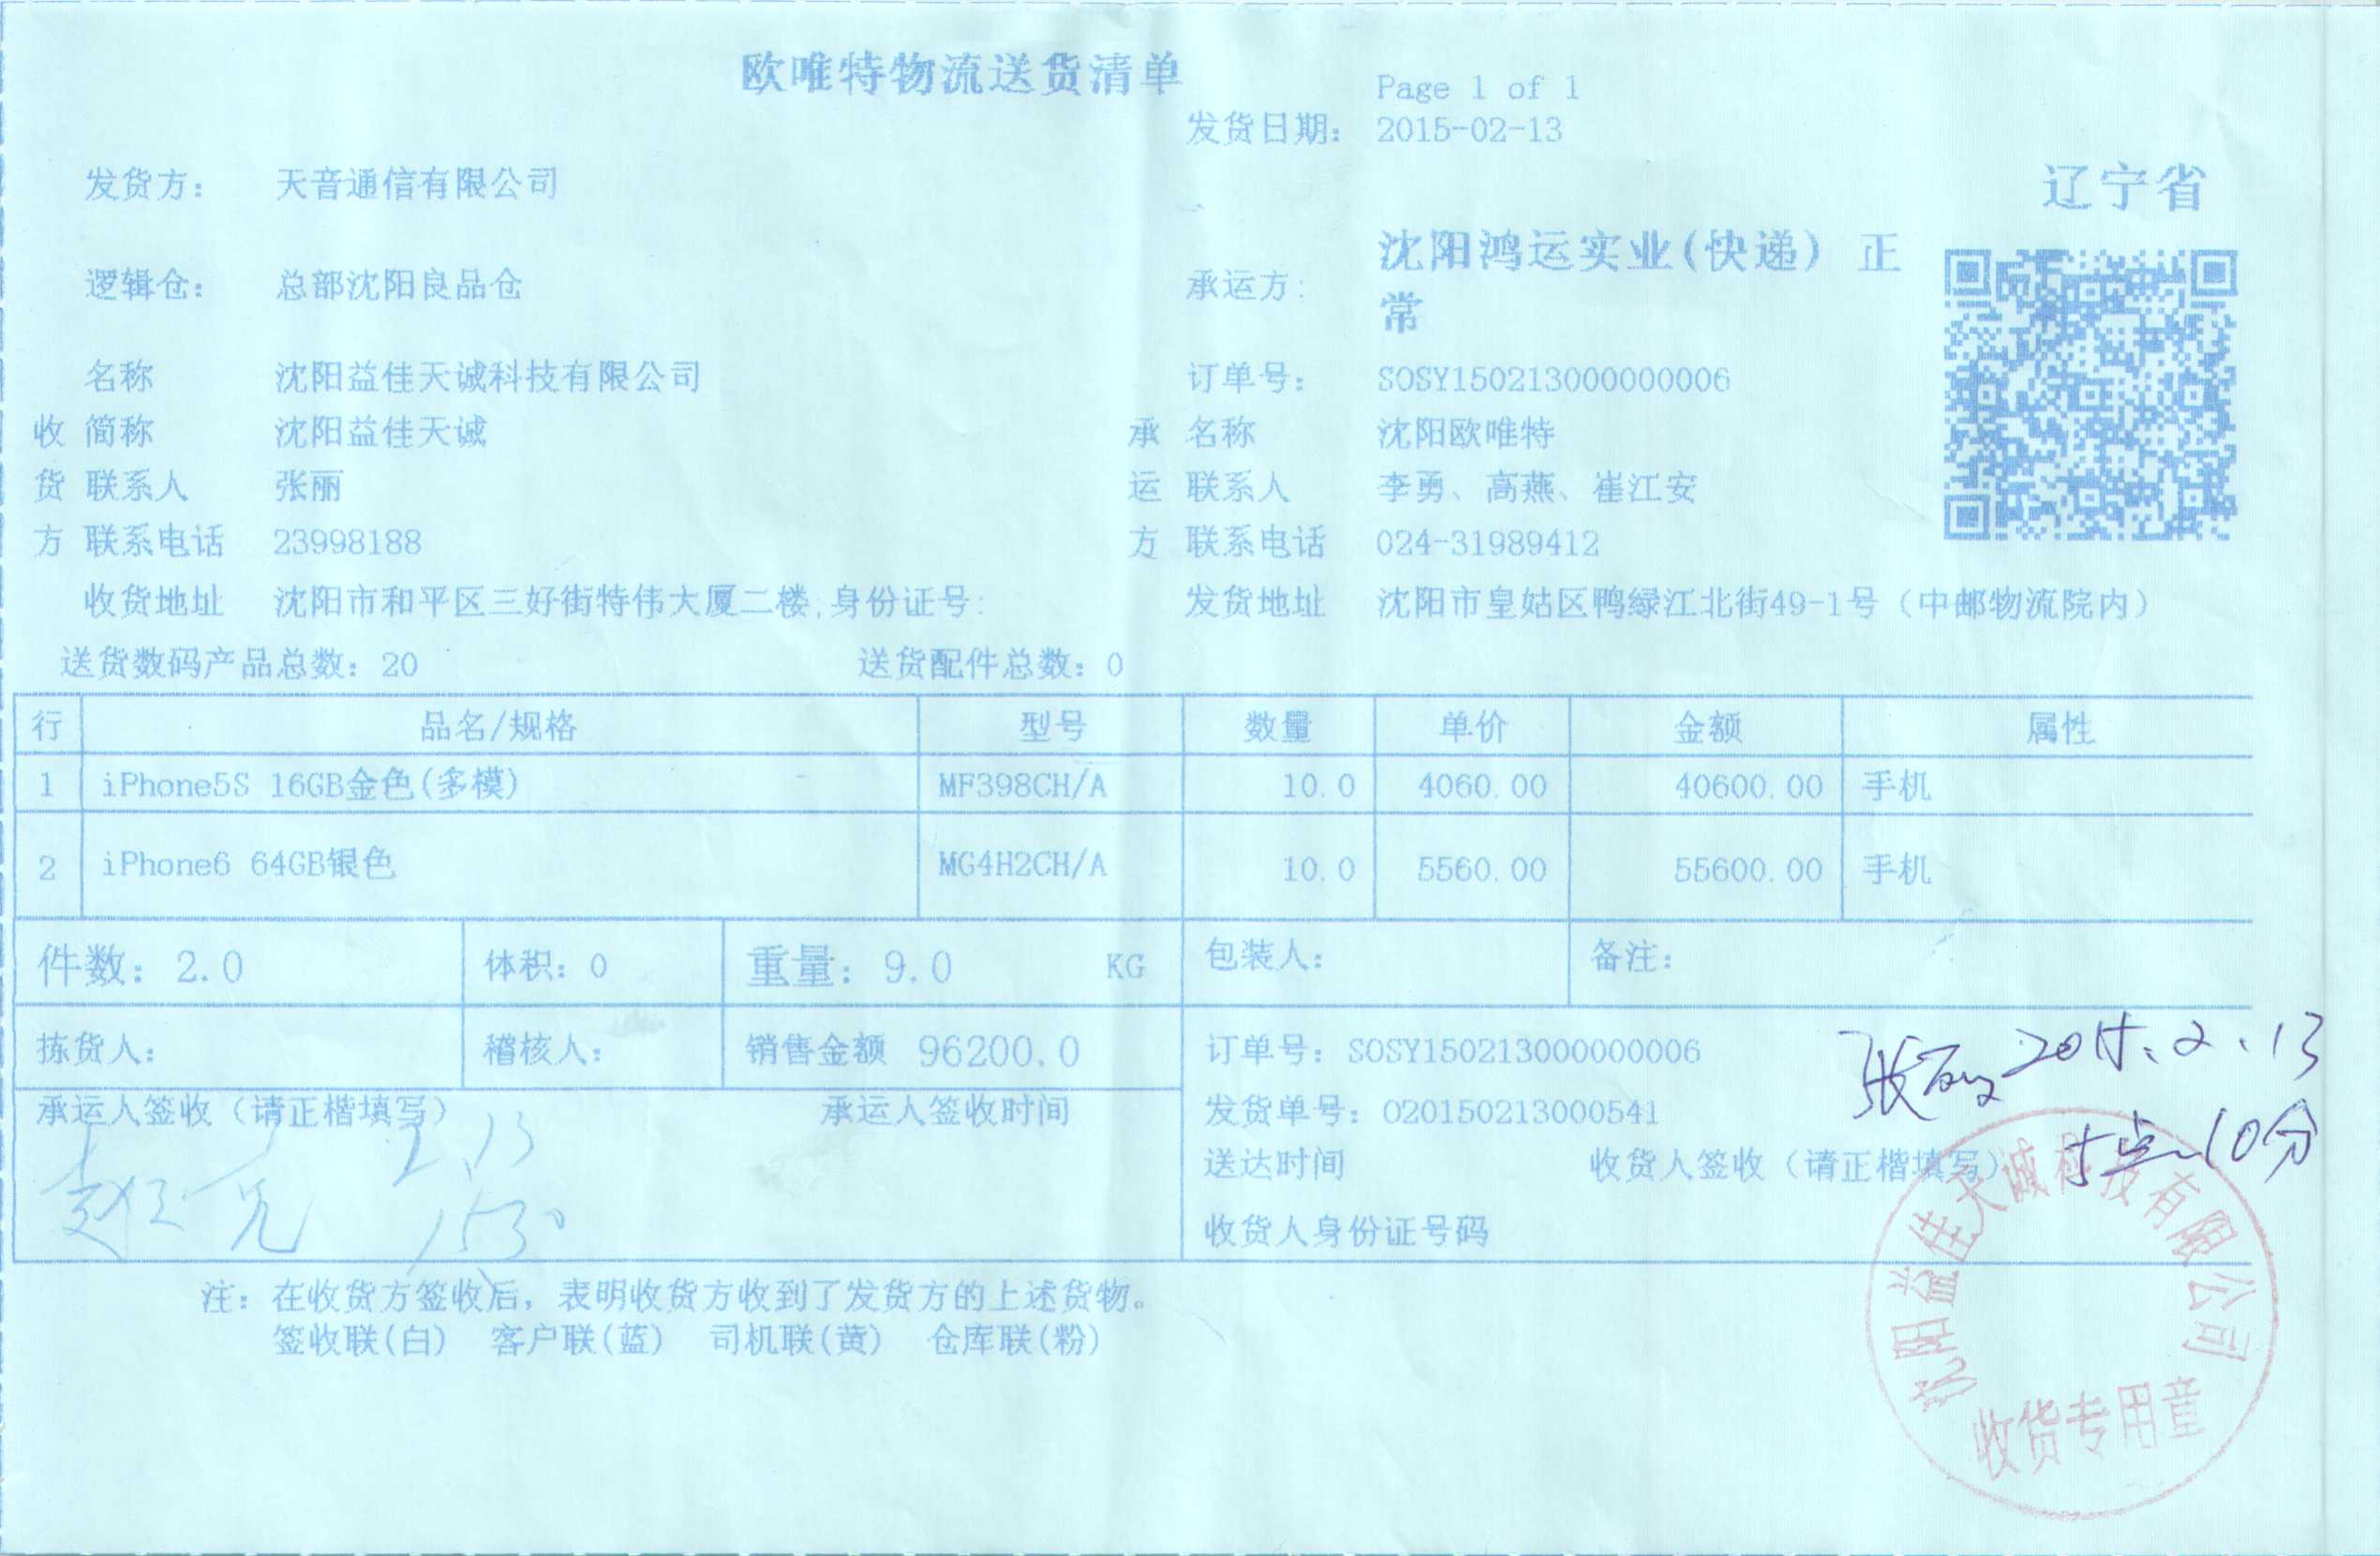 欧唯特物流送货清单
Page 1 of 1
发货日期: 2015-02-13
发货方: 天音通信有限公司
辽宁省
逻辑仓: 总部沈阳良品仓
承运方: 沈阳鸿运实业(快递) 正
常
名称 沈阳益佳天诚科技有限公司 订单号: SOSY150213000000006
收 简称 沈阳益佳天诚 承 名称 沈阳欧唯特
货 联系人 张丽 运 联系人 李勇、高燕、崔江安
方 联系电话 23998188 方 联系电话 024-31989412
收货地址 沈阳市和平区三好街特伟大厦二楼;身份证号: 发货地址 沈阳市皇姑区鸭绿江北街49-1号（中邮物流院内）
送货数码产品总数: 20 送货配件总数: 0
行 品名/规格 型号 数量 单价 金额 属性
1 iPhone5S 16GB金色(多模) MF398CH/A 10.0 4060.00 40600.00 手机
2 iPhone6 64GB银色 MG4H2CH/A 10.0 5560.00 55600.00 手机
件数: 2.0 体积: 0 重量: 9.0 KG 包装人: 备注:
拣货人: 稽核人: 销售金额 96200.0 订单号: SOSY150213000000006
张丽 2015.2.13
承运人签收（请正楷填写） 承运人签收时间 发货单号: 020150213000541
2.13
10分
送达时间 收货人签收（请正楷填写）
1530
收货人身份证号码
注: 在收货方签收后，表明收货方收到了发货方的上述货物。
签收联(白) 客户联(蓝) 司机联(黄) 仓库联(粉)
沈阳益佳天诚科技有限公司
收货专用章